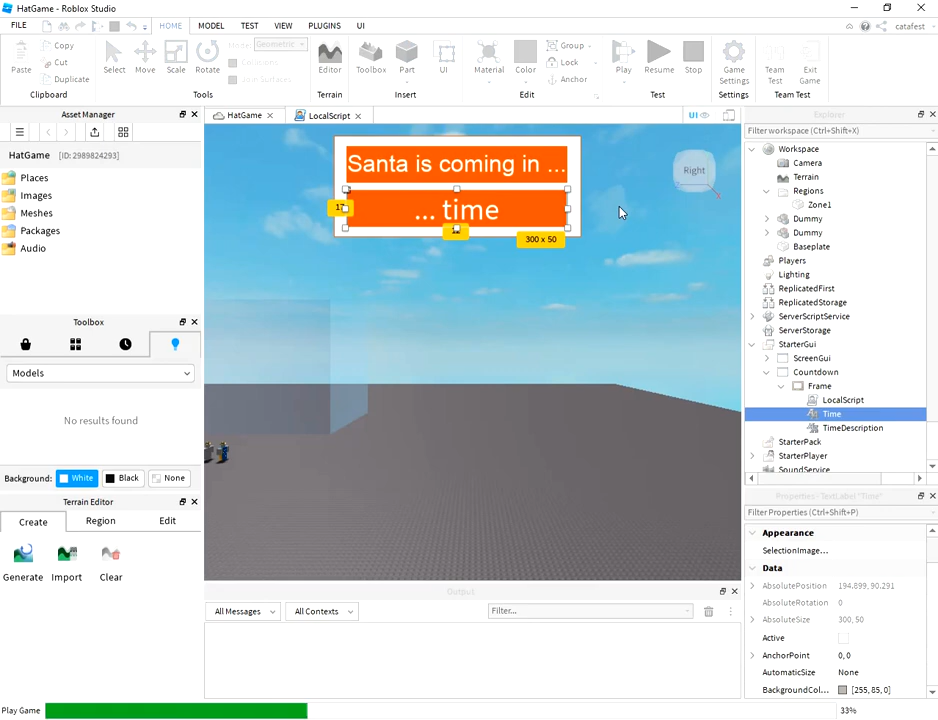 HatGame - Roblox Studio
FILE HOME MODEL TEST VIEW PLUGINS UI catafest
Paste Copy Cut Duplicate
Select Move Scale Rotate
Mode: Geometric
Collisions
Join Surfaces
Editor Toolbox Part UI Material Color
Group
Lock
Anchor
Play Resume Stop
Game Settings
Team Test
Exit Game
Clipboard Tools Terrain Insert Edit Test Settings Team Test
Asset Manager
HatGame [ID: 2989824293]
Places
Images
Meshes
Packages
Audio
Toolbox
Models
No results found
Background: White Black None
Terrain Editor
Create Region Edit
Generate Import Clear
HatGame LocalScript UI
Santa is coming in ...
... time
300 x 50
Right
Output
All Messages All Contexts Filter...
Explorer
Filter workspace (Ctrl+Shift+X)
Workspace
Camera
Terrain
Regions
Zone1
Dummy
Dummy
Baseplate
Players
Lighting
ReplicatedFirst
ReplicatedStorage
ServerScriptService
ServerStorage
StarterGui
ScreenGui
Countdown
Frame
LocalScript
Time
TimeDescription
StarterPack
StarterPlayer
SoundService
Properties - TextLabel "Time"
Filter Properties (Ctrl+Shift+P)
Appearance
SelectionImage...
Data
AbsolutePosition 194.899, 90.291
AbsoluteRotation 0
AbsoluteSize 300, 50
Active
AnchorPoint 0, 0
AutomaticSize None
BackgroundCol... [255, 85, 0]
Play Game 33%